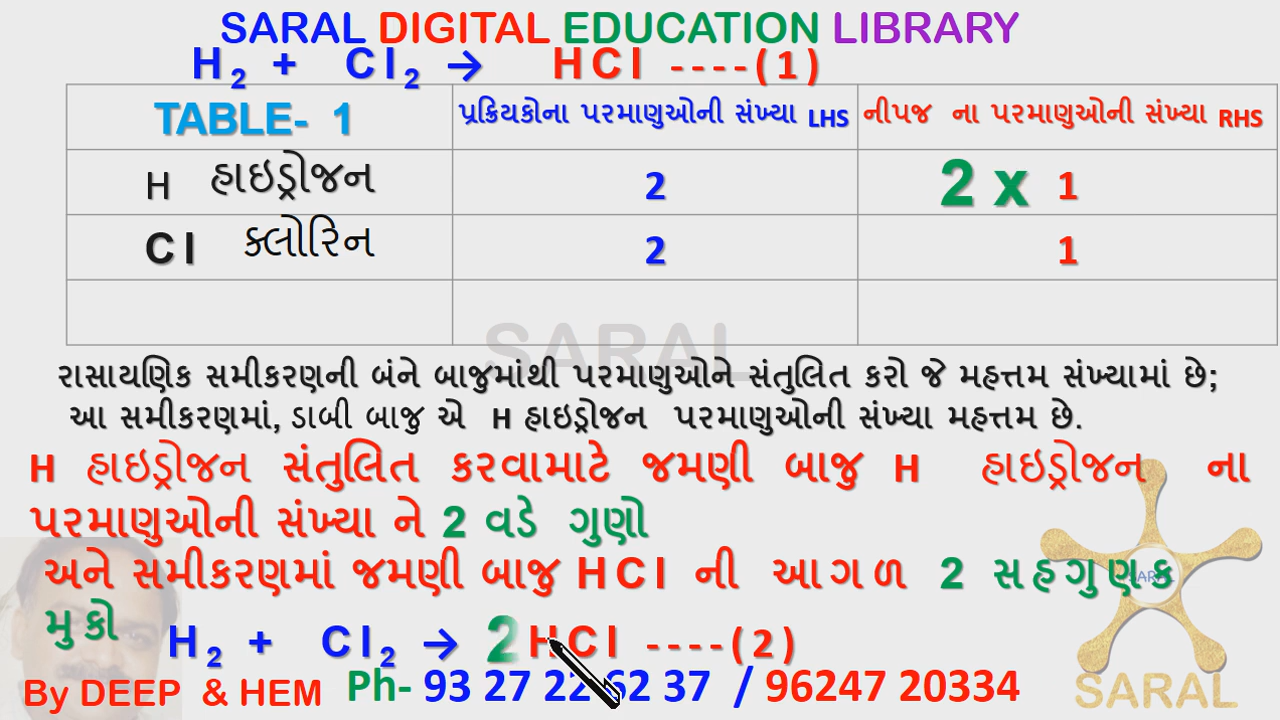 SARAL DIGITAL EDUCATION LIBRARY
H₂ + Cl₂ → HCl ----(1)
TABLE- 1 પ્રક્રિયકોના પરમાણુઓની સંખ્યા LHS નીપજ ના પરમાણુઓની સંખ્યા RHS
H હાઇડ્રોજન 2 2 x 1
Cl ક્લોરિન 2 1
SARAL
રાસાયણિક સમીકરણની બંને બાજુમાંથી પરમાણુઓને સંતુલિત કરો જે મહત્તમ સંખ્યામાં છે;
આ સમીકરણમાં, ડાબી બાજુ એ H હાઇડ્રોજન પરમાણુઓની સંખ્યા મહત્તમ છે.
H હાઇડ્રોજન સંતુલિત કરવામાટે જમણી બાજુ H હાઇડ્રોજન ના
પરમાણુઓની સંખ્યા ને 2 વડે ગુણો
અને સમીકરણમાં જમણી બાજુ HCl ની આગળ 2 સહગુણક
મુકો
H₂ + Cl₂ → 2HCl ----(2)
By DEEP & HEM Ph- 93 27 22 62 37 / 96247 20334
SARAL
SARAL